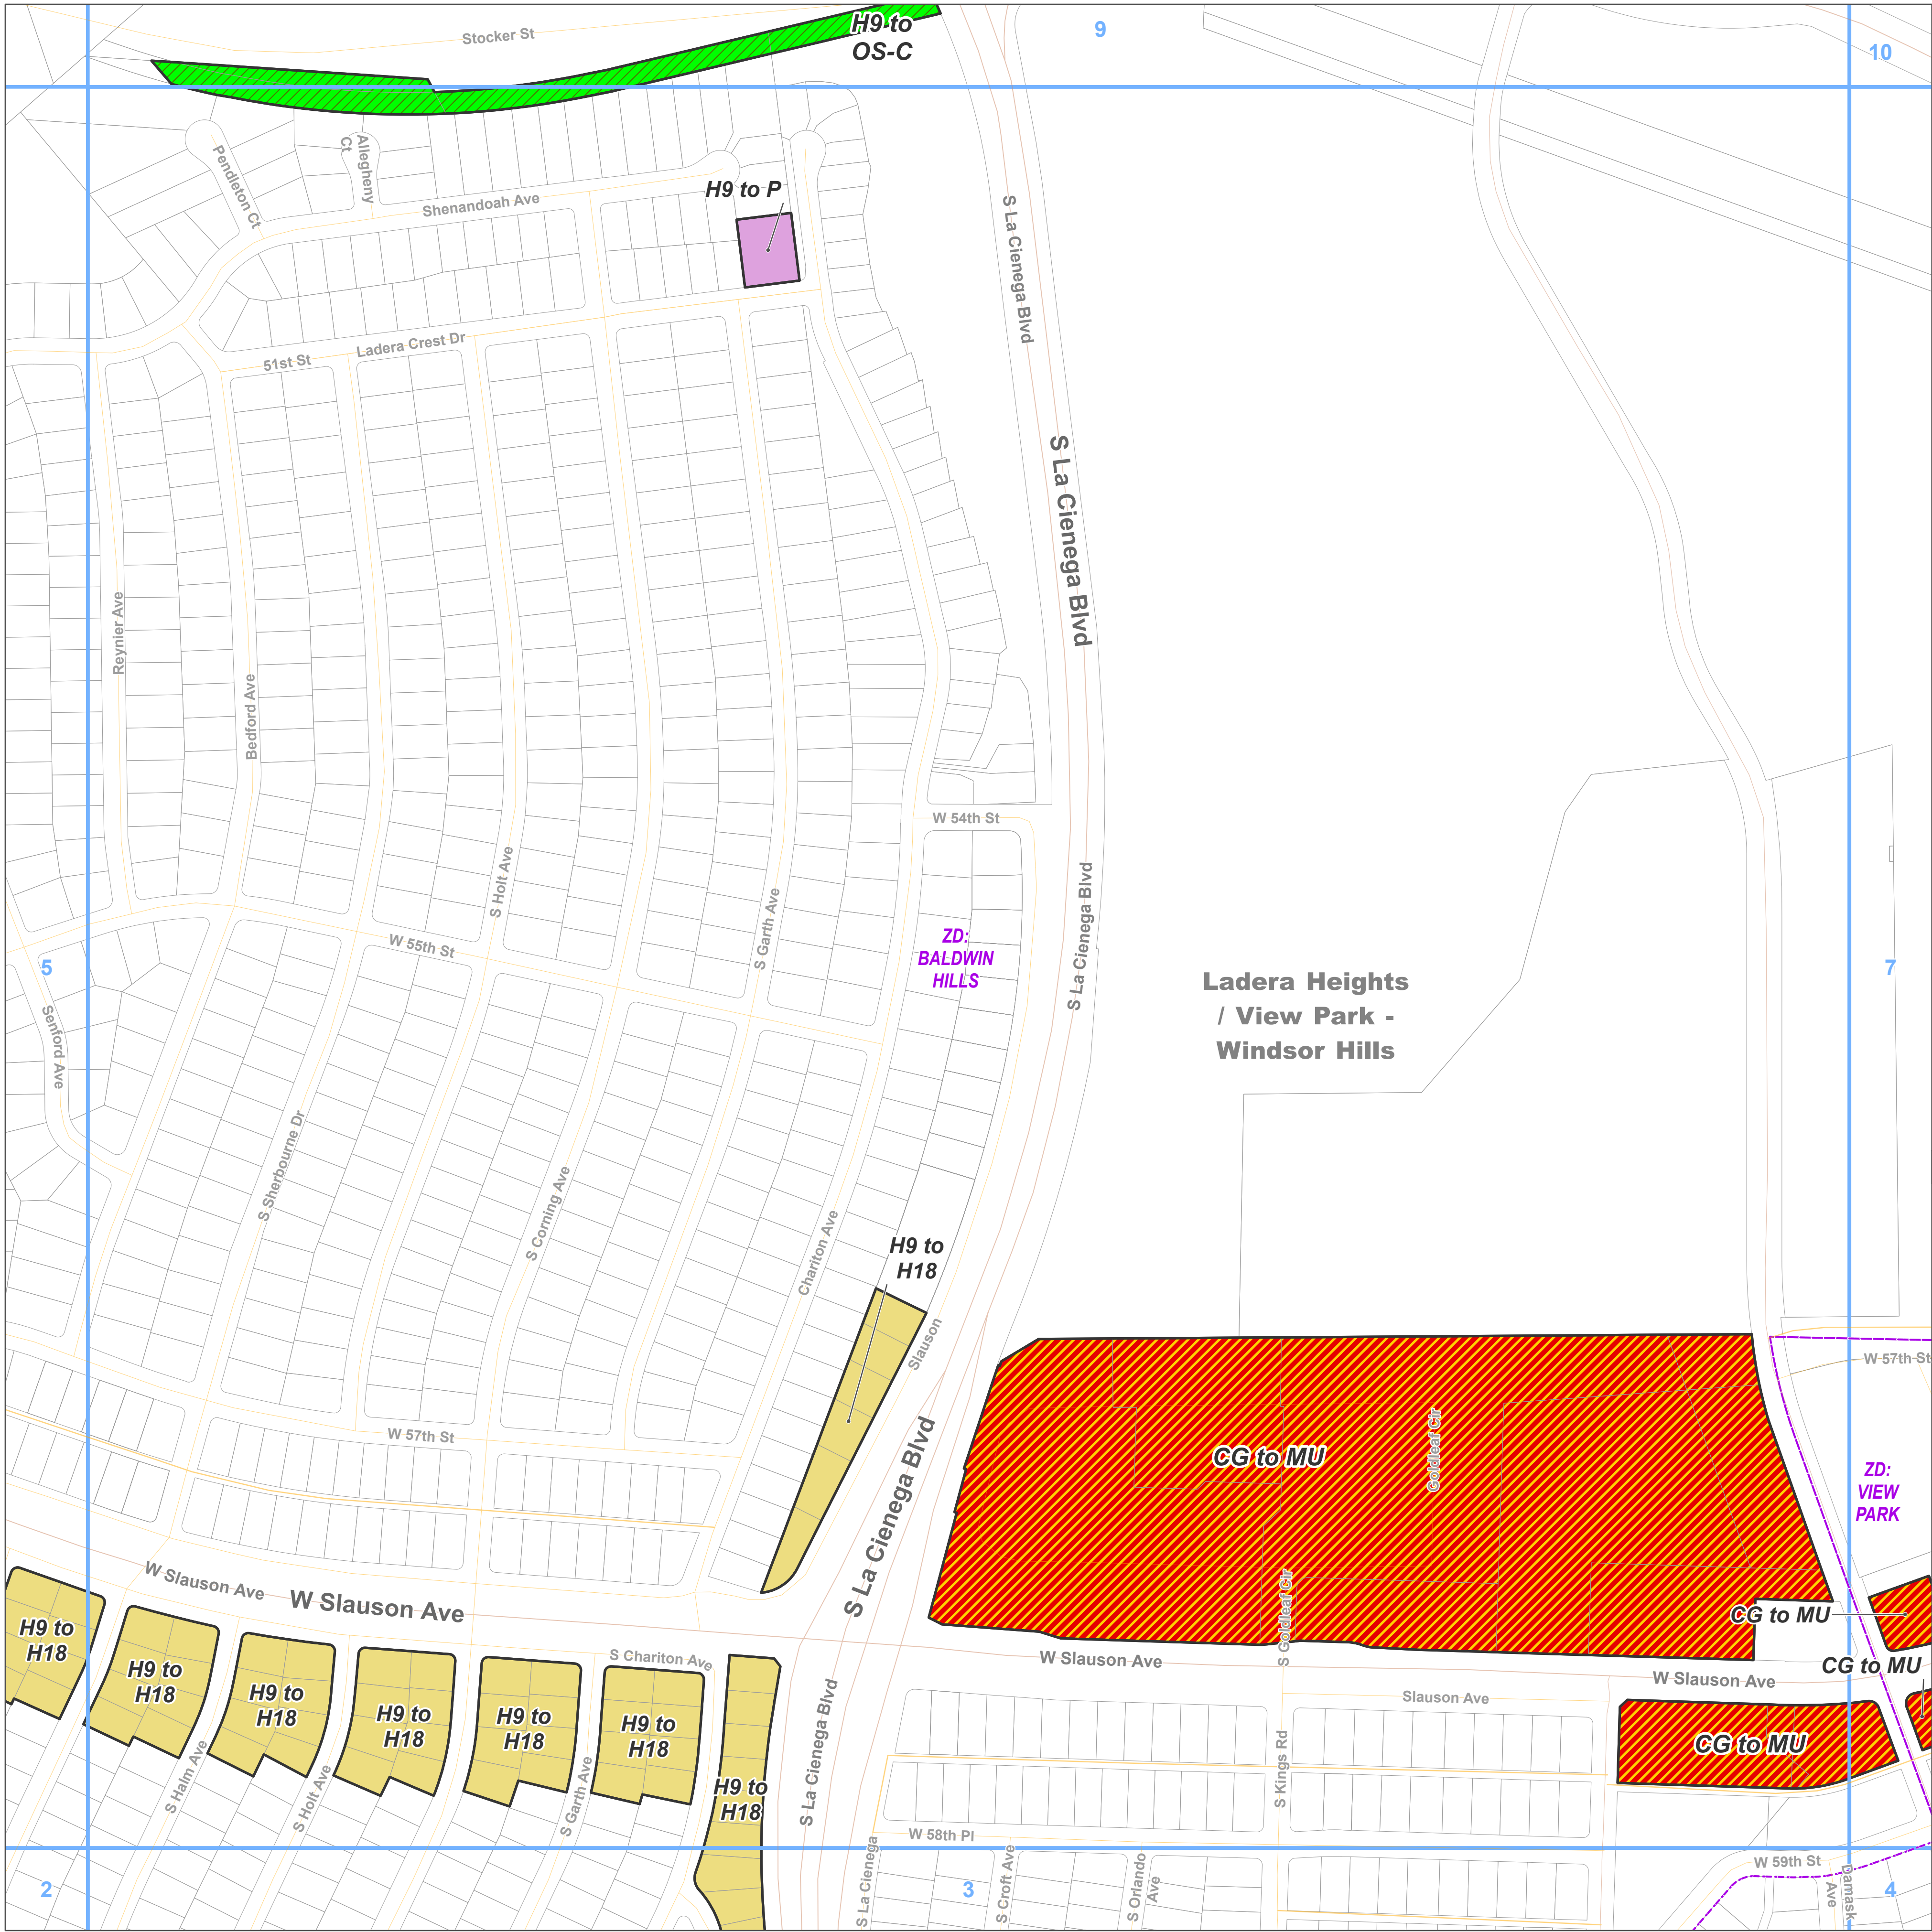 Stocker St
H9 to
OS-C
9
10
Pendleton Ct
Allegheny
Ct
Shenandoah Ave
H9 to P
S La Cienega Blvd
51st St
Ladera Crest Dr
S La Cienega Blvd
Reynier Ave
Bedford Ave
W 54th St
S Holt Ave
S Garth Ave
S La Cienega Blvd
W 55th St
ZD:
BALDWIN
HILLS
5
Ladera Heights
/ View Park -
Windsor Hills
7
Senford Ave
S Sherbourne Dr
S Corning Ave
Chariton Ave
H9 to
H18
Slauson
W 57th St
W 57th St
S La Cienega Blvd
CG to MU
Goldleaf Cir
ZD:
VIEW
PARK
W Slauson Ave
W Slauson Ave
S Goldleaf Cir
CG to MU
H9 to
H18
H9 to
H18
H9 to
H18
H9 to
H18
H9 to
H18
H9 to
H18
H9 to
H18
S Chariton Ave
W Slauson Ave
W Slauson Ave
CG to MU
Slauson Ave
CG to MU
S Halm Ave
S Holt Ave
S Garth Ave
S La Cienega Blvd
S Kings Rd
W 58th Pl
W 59th St
2
S La Cienega
3
S Croft Ave
S Orlando
Ave
Damask
Ave
4